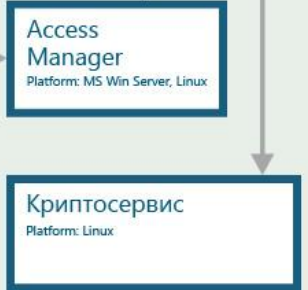 Access
Manager
Platform: MS Win Server, Linux
Криптосервис
Platform: Linux